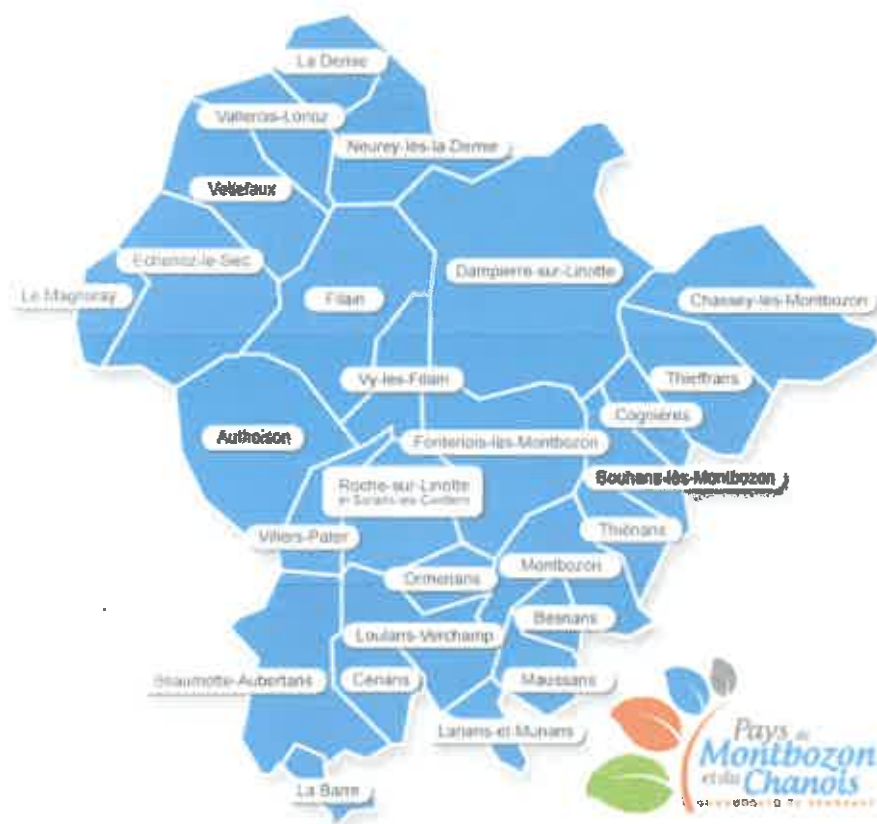 La Demie
Vallerois-Lorioz
Neurey-lès-la Demie
Vellefaux
Echenoz-le-Sec
Dampierre-sur-Linotte
Le Magnoray
Filain
Chassey-lès-Montbozon
Vy-lès-Filain
Thieffrans
Cognières
Authoison
Fontenois-lès-Montbozon
Bouhans-lès-Montbozon
Roche-sur-Linotte
et Sorans-les-Cordiers
Thiénans
Villers-Pater
Montbozon
Ormenans
Besnans
Loulans-Verchamp
Beaumotte-Aubertans
Cenans
Maussans
Larians-et-Munans
La Barre
Pays de
Montbozon
et du
Chanois